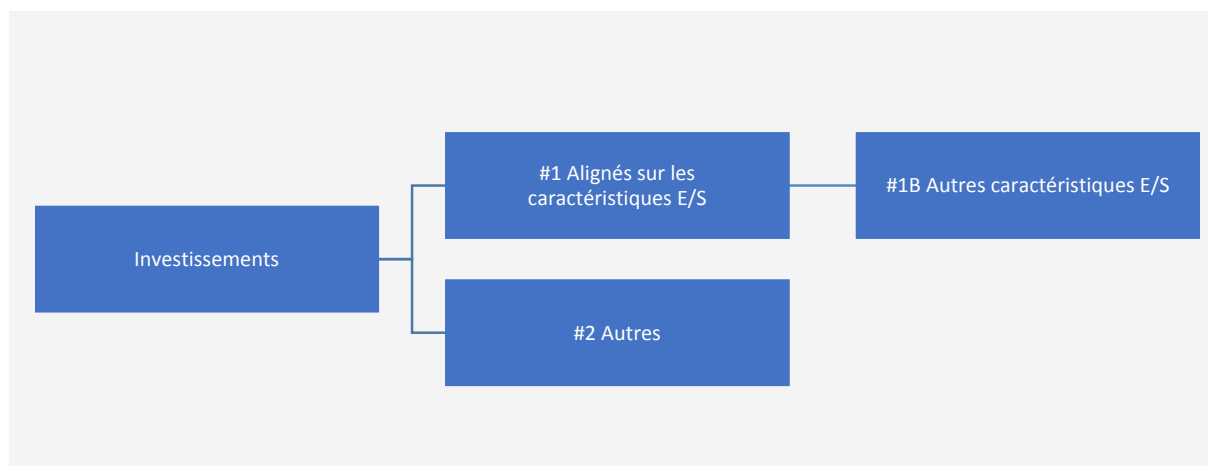 #1 Alignés sur les
caractéristiques E/S
#1B Autres caractéristiques E/S
Investissements
#2 Autres